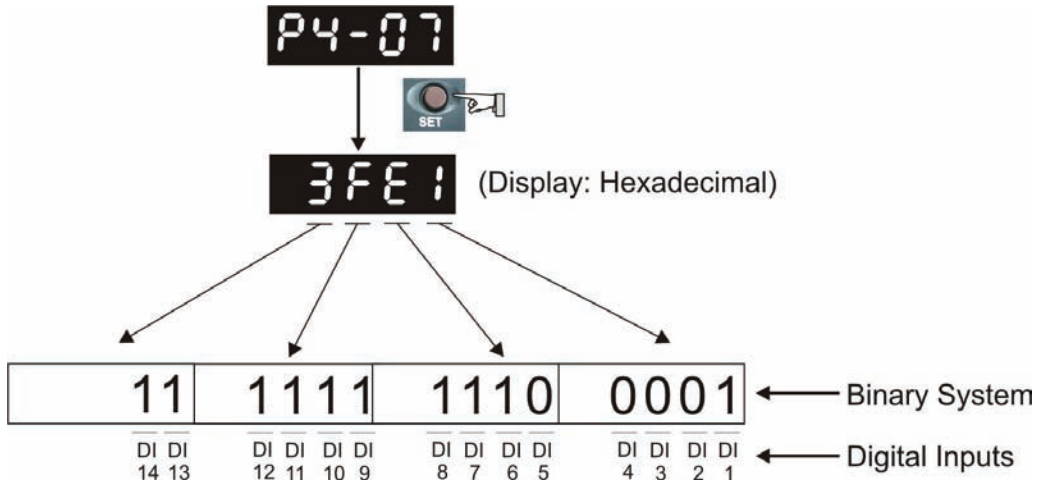 P4-07
SET
3FE1 (Display: Hexadecimal)
11 1111 1110 0001 Binary System
DI DI DI DI DI DI DI DI DI DI DI DI DI DI Digital Inputs
14 13 12 11 10 9 8 7 6 5 4 3 2 1